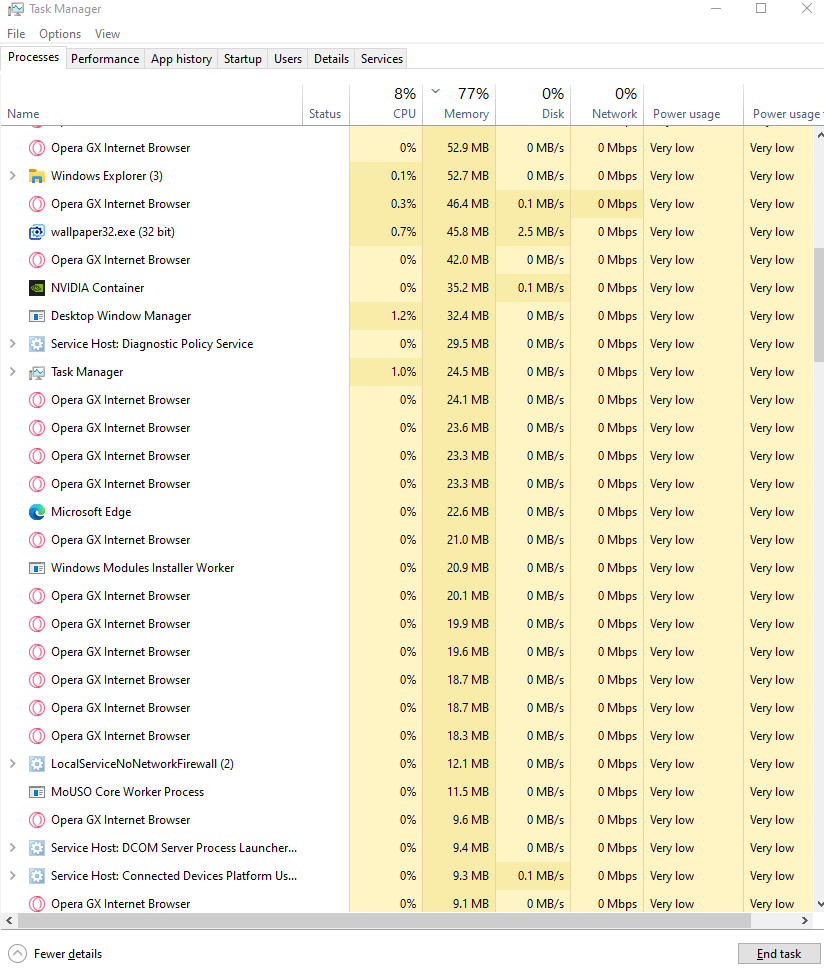 Task Manager
File Options View
Processes Performance App history Startup Users Details Services
8% 77% 0% 0%
Name Status CPU Memory Disk Network Power usage Power usage
Opera GX Internet Browser 0% 52.9 MB 0 MB/s 0 Mbps Very low Very low
Windows Explorer (3) 0.1% 52.7 MB 0 MB/s 0 Mbps Very low Very low
Opera GX Internet Browser 0.3% 46.4 MB 0.1 MB/s 0 Mbps Very low Very low
wallpaper32.exe (32 bit) 0.7% 45.8 MB 2.5 MB/s 0 Mbps Very low Very low
Opera GX Internet Browser 0% 42.0 MB 0 MB/s 0 Mbps Very low Very low
NVIDIA Container 0% 35.2 MB 0.1 MB/s 0 Mbps Very low Very low
Desktop Window Manager 1.2% 32.4 MB 0 MB/s 0 Mbps Very low Very low
Service Host: Diagnostic Policy Service 0% 29.5 MB 0 MB/s 0 Mbps Very low Very low
Task Manager 1.0% 24.5 MB 0 MB/s 0 Mbps Very low Very low
Opera GX Internet Browser 0% 24.1 MB 0 MB/s 0 Mbps Very low Very low
Opera GX Internet Browser 0% 23.6 MB 0 MB/s 0 Mbps Very low Very low
Opera GX Internet Browser 0% 23.3 MB 0 MB/s 0 Mbps Very low Very low
Opera GX Internet Browser 0% 23.3 MB 0 MB/s 0 Mbps Very low Very low
Microsoft Edge 0% 22.6 MB 0 MB/s 0 Mbps Very low Very low
Opera GX Internet Browser 0% 21.0 MB 0 MB/s 0 Mbps Very low Very low
Windows Modules Installer Worker 0% 20.9 MB 0 MB/s 0 Mbps Very low Very low
Opera GX Internet Browser 0% 20.1 MB 0 MB/s 0 Mbps Very low Very low
Opera GX Internet Browser 0% 19.9 MB 0 MB/s 0 Mbps Very low Very low
Opera GX Internet Browser 0% 19.6 MB 0 MB/s 0 Mbps Very low Very low
Opera GX Internet Browser 0% 18.7 MB 0 MB/s 0 Mbps Very low Very low
Opera GX Internet Browser 0% 18.7 MB 0 MB/s 0 Mbps Very low Very low
Opera GX Internet Browser 0% 18.3 MB 0 MB/s 0 Mbps Very low Very low
LocalServiceNoNetworkFirewall (2) 0% 12.1 MB 0 MB/s 0 Mbps Very low Very low
MoUSO Core Worker Process 0% 11.5 MB 0 MB/s 0 Mbps Very low Very low
Opera GX Internet Browser 0% 9.6 MB 0 MB/s 0 Mbps Very low Very low
Service Host: DCOM Server Process Launcher... 0% 9.4 MB 0 MB/s 0 Mbps Very low Very low
Service Host: Connected Devices Platform Us... 0% 9.3 MB 0.1 MB/s 0 Mbps Very low Very low
Opera GX Internet Browser 0% 9.1 MB 0 MB/s 0 Mbps Very low Very low
Fewer details End task